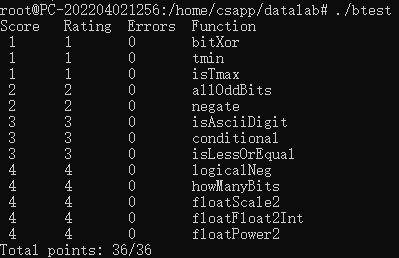 root@PC-202204021256:/home/csapp/datalab# ./btest
Score Rating Errors Function
1 1 0 bitXor
1 1 0 tmin
1 1 0 isTmax
2 2 0 allOddBits
2 2 0 negate
3 3 0 isAsciiDigit
3 3 0 conditional
3 3 0 isLessOrEqual
4 4 0 logicalNeg
4 4 0 howManyBits
4 4 0 floatScale2
4 4 0 floatFloat2Int
4 4 0 floatPower2
Total points: 36/36